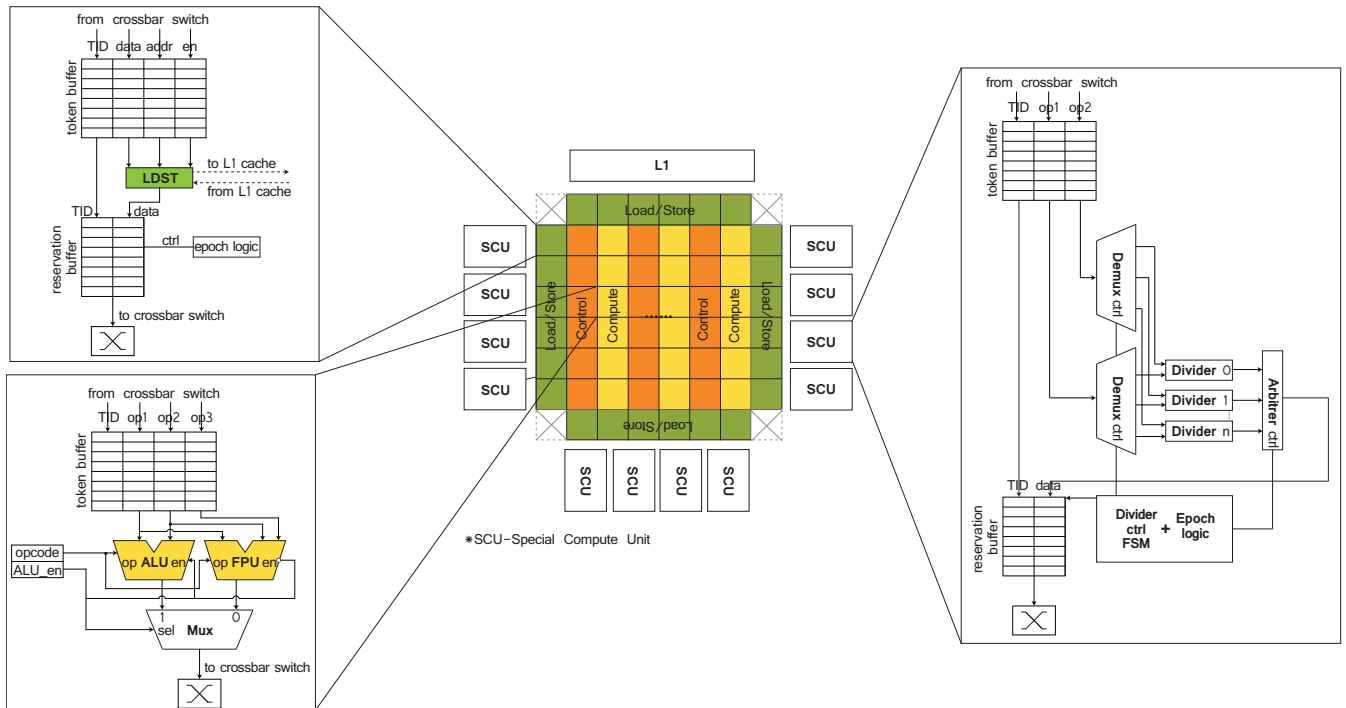 from crossbar switch
TID data addr en
token buffer
LDST
to L1 cache
from L1 cache
TID data
reservation buffer
ctrl
epoch logic
to crossbar switch
from crossbar switch
TID op1 op2 op3
token buffer
opcode
ALU_en
op ALU en
op FPU en
1 0
sel Mux
to crossbar switch
L1
Load/Store
SCU
SCU
SCU
SCU
Load/Store
Control
Compute
......
Control
Compute
Load/Store
SCU
SCU
SCU
SCU
Load/Store
SCU
SCU
SCU
SCU
*SCU-Special Compute Unit
from crossbar switch
TID op1 op2
token buffer
Demux ctrl
Demux ctrl
Divider 0
Divider 1
Divider n
Arbitrer ctrl
TID data
reservation buffer
Divider ctrl FSM + Epoch logic